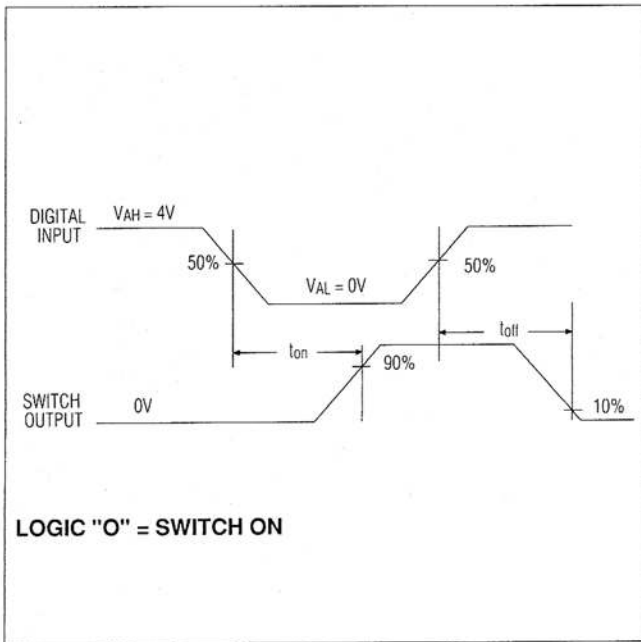 DIGITAL
INPUT
VAH = 4V
50%
VAL = 0V
50%
ton
toff
90%
SWITCH
OUTPUT
0V
10%
LOGIC "O" = SWITCH ON